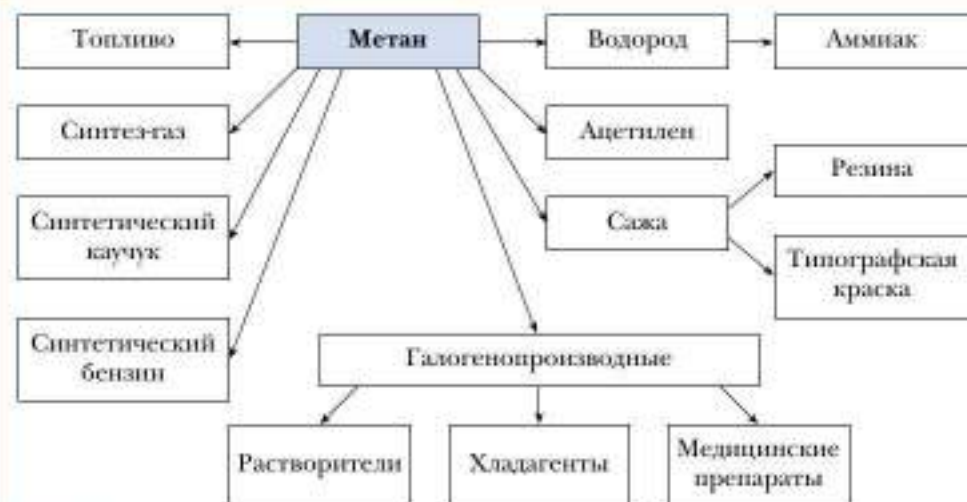 Топливо
Метан
Водород
Аммиак
Синтез-газ
Ацетилен
Резина
Синтетический
каучук
Сажа
Типографская
краска
Синтетический
бензин
Галогенопроизводные
Растворители
Хладагенты
Медицинские
препараты